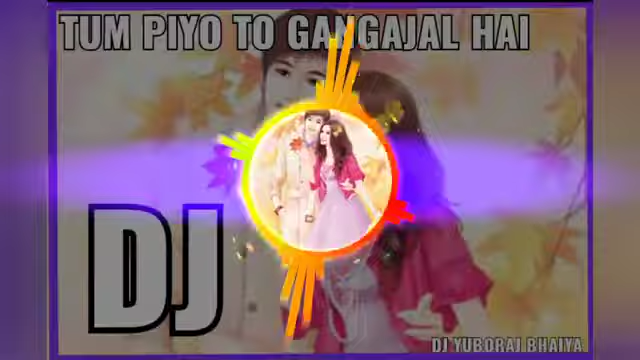 TUM PIYO TO GANGAJAL HAI
DJ
DJ YUBORAJ BHAIYA